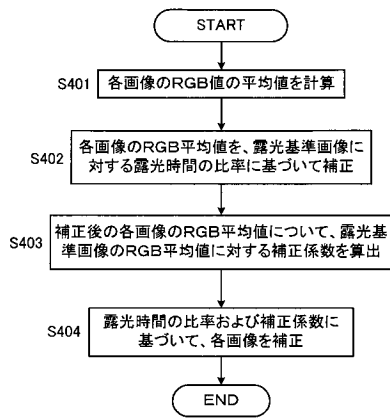 START
S401
各画像のRGB値の平均値を計算
S402
各画像のRGB平均値を、露光基準画像に
対する露光時間の比率に基づいて補正
S403
補正後の各画像のRGB平均値について、露光基
準画像のRGB平均値に対する補正係数を算出
S404
露光時間の比率および補正係数に
基づいて、各画像を補正
END